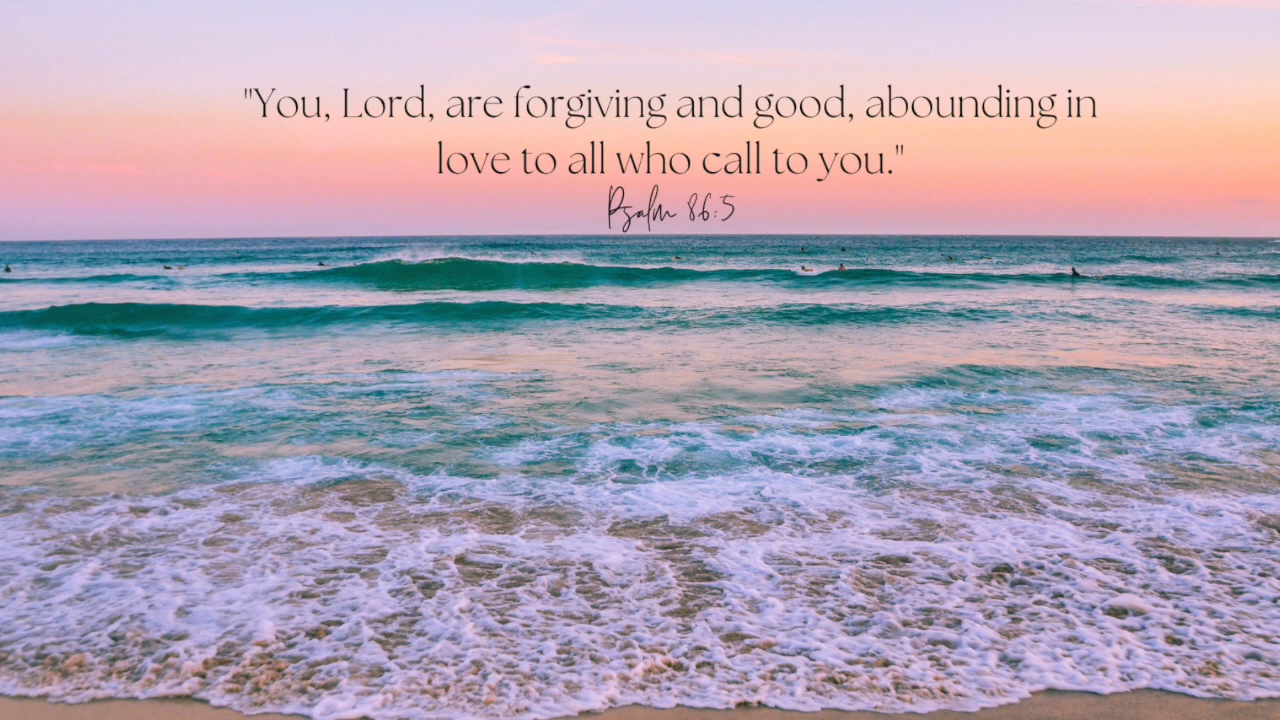 "You, Lord, are forgiving and good, abounding in
love to all who call to you."
Psalm 86:5